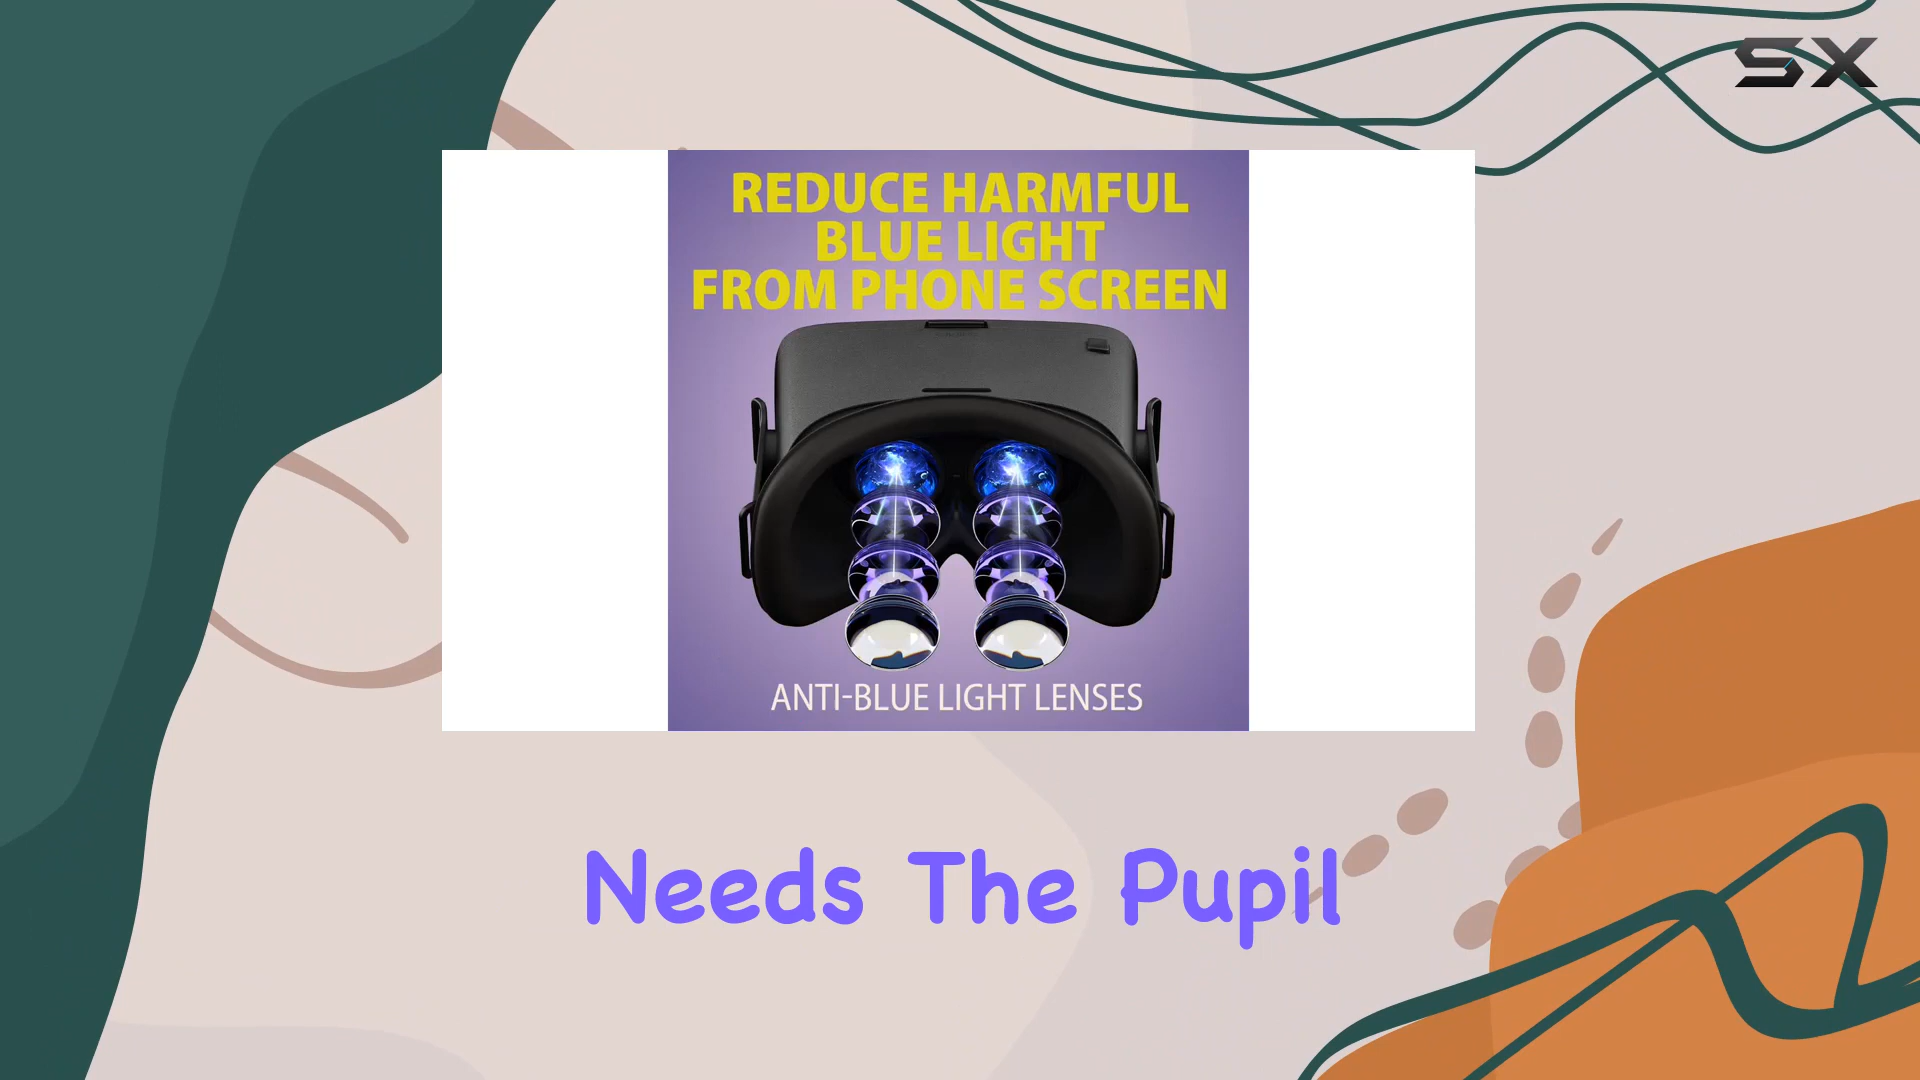 SX
REDUCE HARMFUL
BLUE LIGHT
FROM PHONE SCREEN
ANTI-BLUE LIGHT LENSES
Needs The Pupil